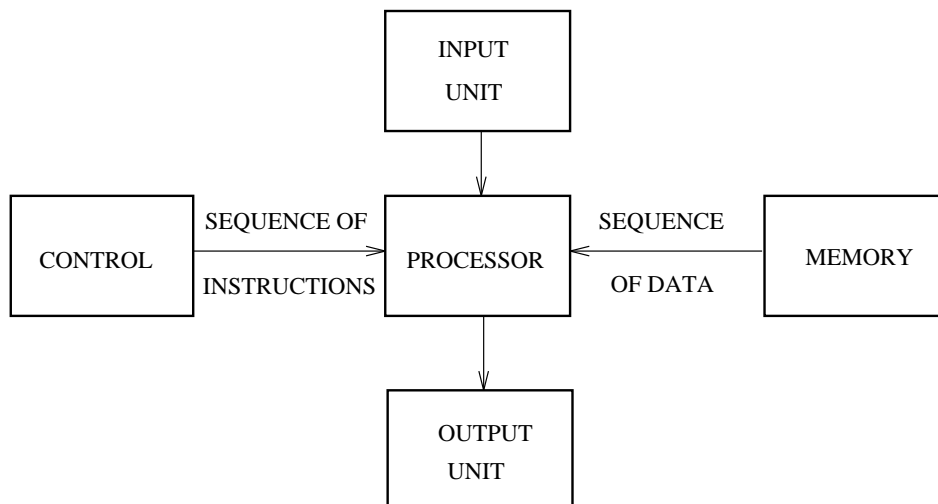 INPUT
UNIT
SEQUENCE OF
SEQUENCE
CONTROL
PROCESSOR
MEMORY
INSTRUCTIONS
OF DATA
OUTPUT
UNIT